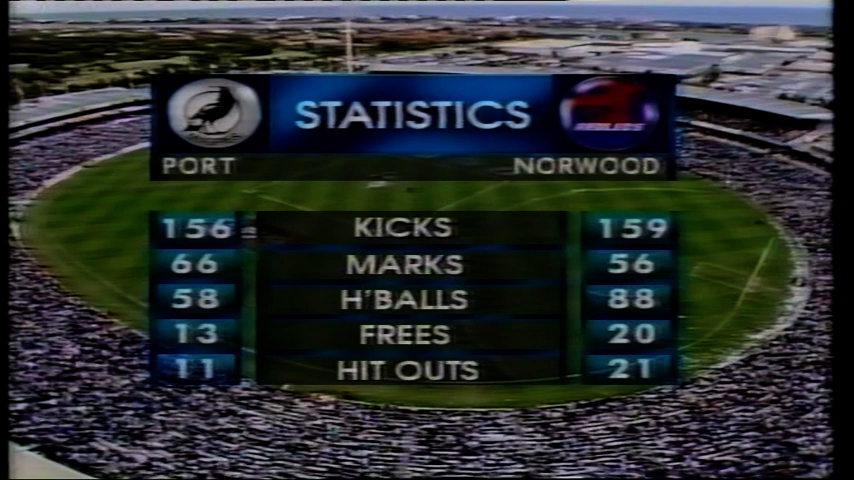 STATISTICS
PORT NORWOOD
156 KICKS 159
66 MARKS 56
58 H'BALLS 88
13 FREES 20
11 HIT OUTS 21